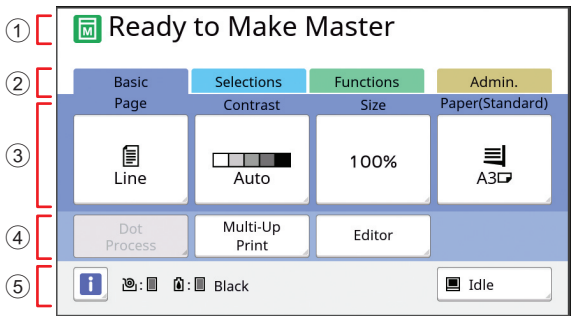 ① M Ready to Make Master
② Basic Selections Functions Admin.
Page Contrast Size Paper(Standard)
③ Line Auto 100% A3
④ Dot Process Multi-Up Print Editor
⑤ i : : Black Idle